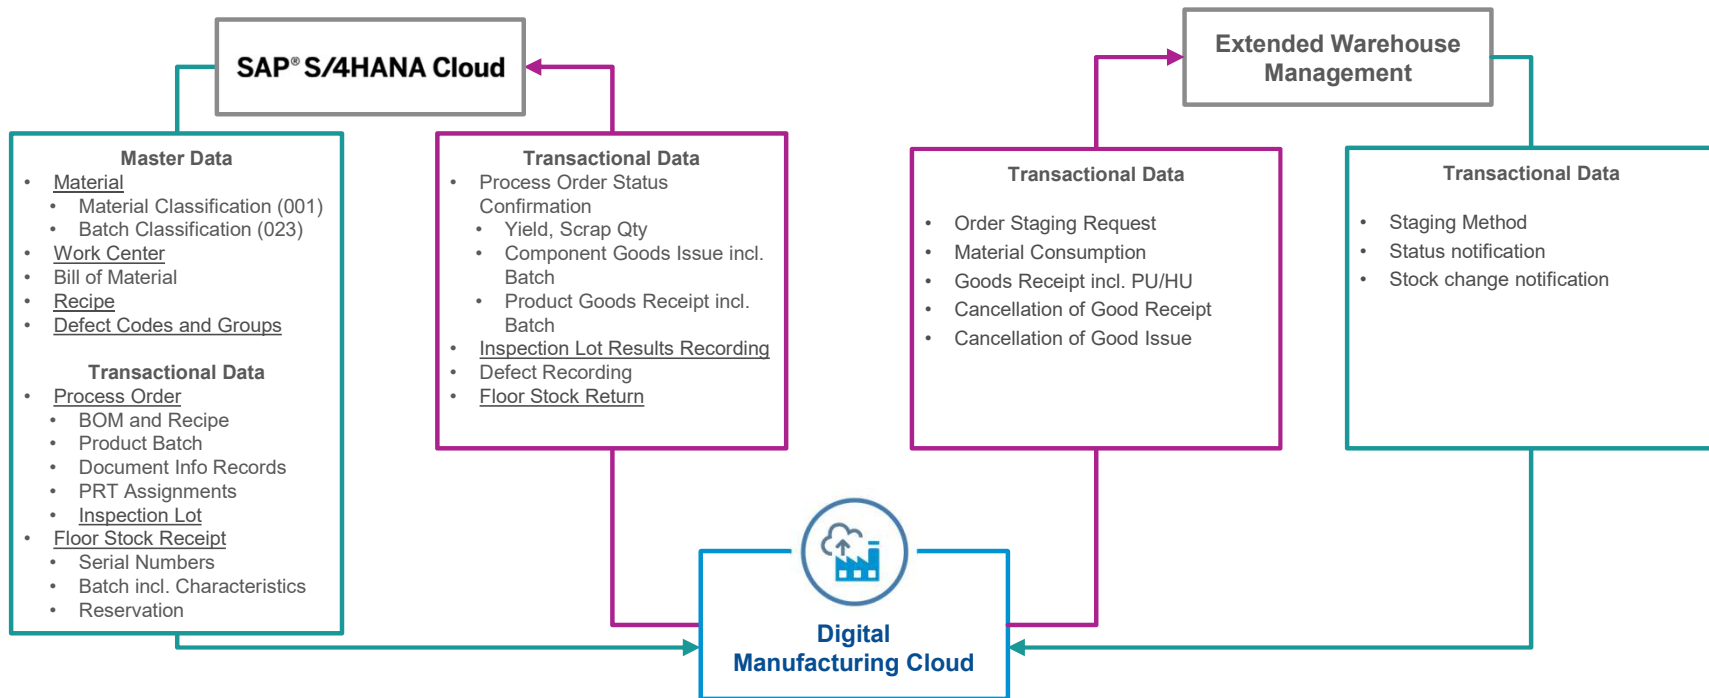 SAP® S/4HANA Cloud
Extended Warehouse
Management
Master Data
• Material
• Material Classification (001)
• Batch Classification (023)
• Work Center
• Bill of Material
• Recipe
• Defect Codes and Groups
Transactional Data
• Process Order
• BOM and Recipe
• Product Batch
• Document Info Records
• PRT Assignments
• Inspection Lot
• Floor Stock Receipt
• Serial Numbers
• Batch incl. Characteristics
• Reservation
Transactional Data
• Process Order Status
Confirmation
• Yield, Scrap Qty
• Component Goods Issue incl.
Batch
• Product Goods Receipt incl.
Batch
• Inspection Lot Results Recording
• Defect Recording
• Floor Stock Return
Transactional Data
• Order Staging Request
• Material Consumption
• Goods Receipt incl. PU/HU
• Cancellation of Good Receipt
• Cancellation of Good Issue
Transactional Data
• Staging Method
• Status notification
• Stock change notification
Digital
Manufacturing Cloud